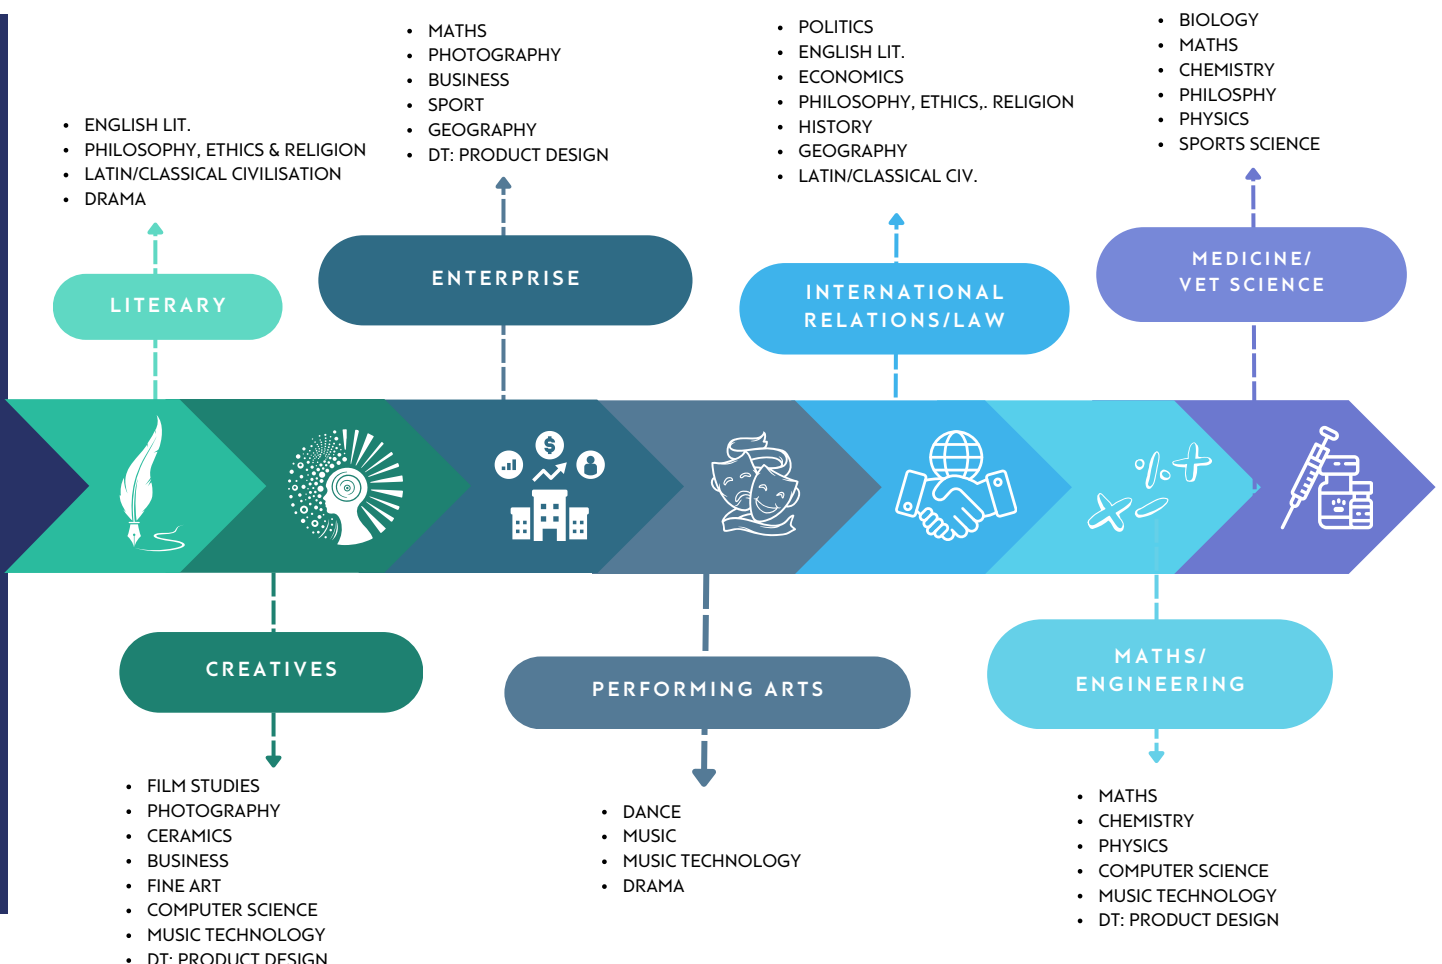 • ENGLISH LIT.
• PHILOSOPHY, ETHICS & RELIGION
• LATIN/CLASSICAL CIVILISATION
• DRAMA
LITERARY
• MATHS
• PHOTOGRAPHY
• BUSINESS
• SPORT
• GEOGRAPHY
• DT: PRODUCT DESIGN
ENTERPRISE
• POLITICS
• ENGLISH LIT.
• ECONOMICS
• PHILOSOPHY, ETHICS,. RELIGION
• HISTORY
• GEOGRAPHY
• LATIN/CLASSICAL CIV.
INTERNATIONAL
RELATIONS/LAW
• BIOLOGY
• MATHS
• CHEMISTRY
• PHILOSPHY
• PHYSICS
• SPORTS SCIENCE
MEDICINE/
VET SCIENCE
CREATIVES
• FILM STUDIES
• PHOTOGRAPHY
• CERAMICS
• BUSINESS
• FINE ART
• COMPUTER SCIENCE
• MUSIC TECHNOLOGY
• DT: PRODUCT DESIGN
PERFORMING ARTS
• DANCE
• MUSIC
• MUSIC TECHNOLOGY
• DRAMA
MATHS/
ENGINEERING
• MATHS
• CHEMISTRY
• PHYSICS
• COMPUTER SCIENCE
• MUSIC TECHNOLOGY
• DT: PRODUCT DESIGN